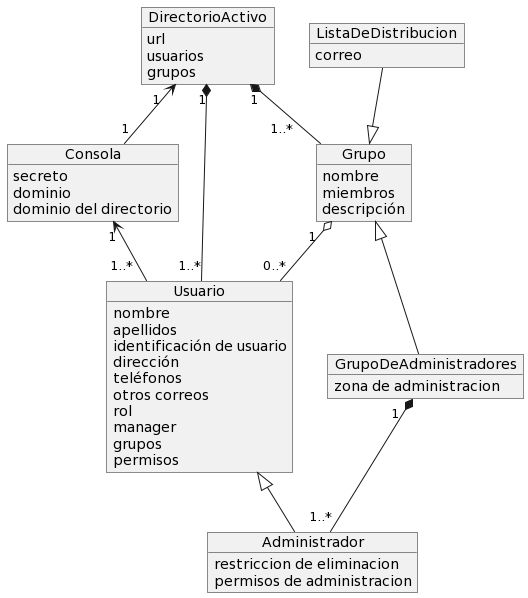 DirectorioActivo
url
usuarios
grupos
ListaDeDistribucion
correo
1
1
1
1
1..*
Consola
secreto
dominio
dominio del directorio
Grupo
nombre
miembros
descripción
1
1
1..*
1..*
0..*
Usuario
nombre
apellidos
identificación de usuario
dirección
teléfonos
otros correos
rol
manager
grupos
permisos
GrupoDeAdministradores
zona de administracion
1
1..*
Administrador
restriccion de eliminacion
permisos de administracion